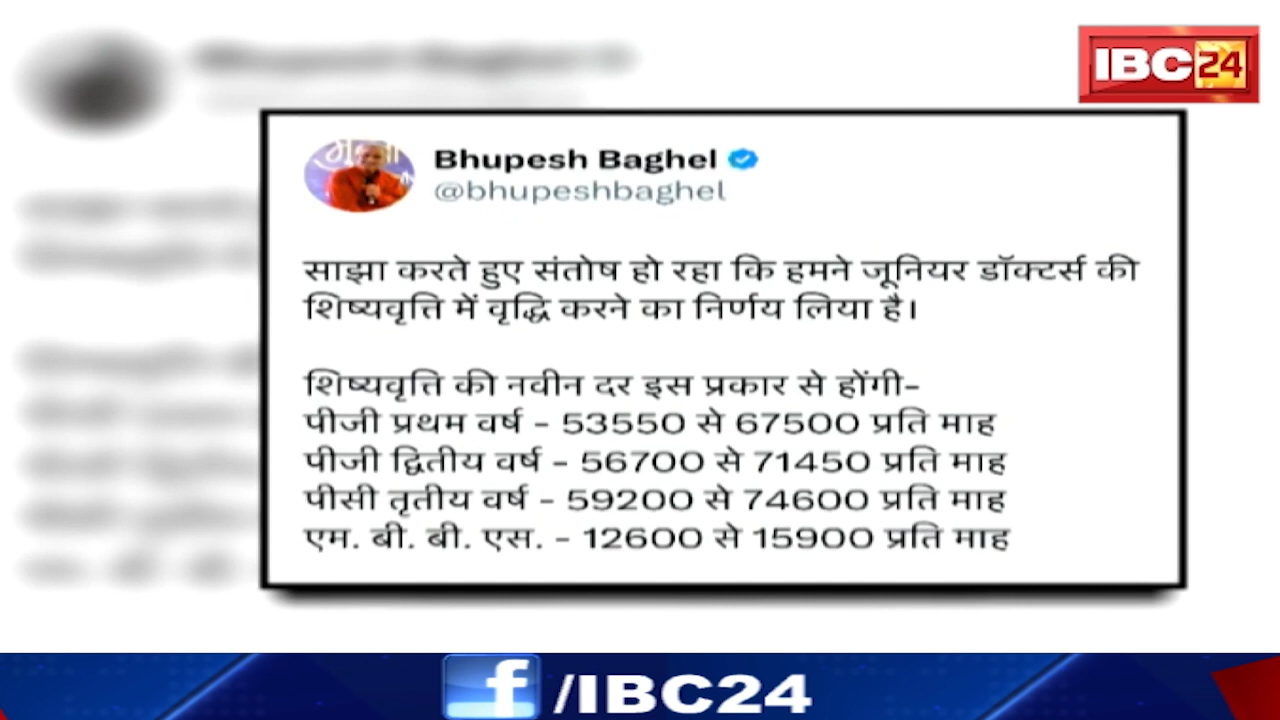 IBC24
Bhupesh Baghel
@bhupeshbaghel
साझा करते हुए संतोष हो रहा कि हमने जूनियर डॉक्टर्स की
शिष्यवृत्ति में वृद्धि करने का निर्णय लिया है।
शिष्यवृत्ति की नवीन दर इस प्रकार से होंगी-
पीजी प्रथम वर्ष - 53550 से 67500 प्रति माह
पीजी द्वितीय वर्ष - 56700 से 71450 प्रति माह
पीसी तृतीय वर्ष - 59200 से 74600 प्रति माह
एम. बी. बी. एस. - 12600 से 15900 प्रति माह
f /IBC24